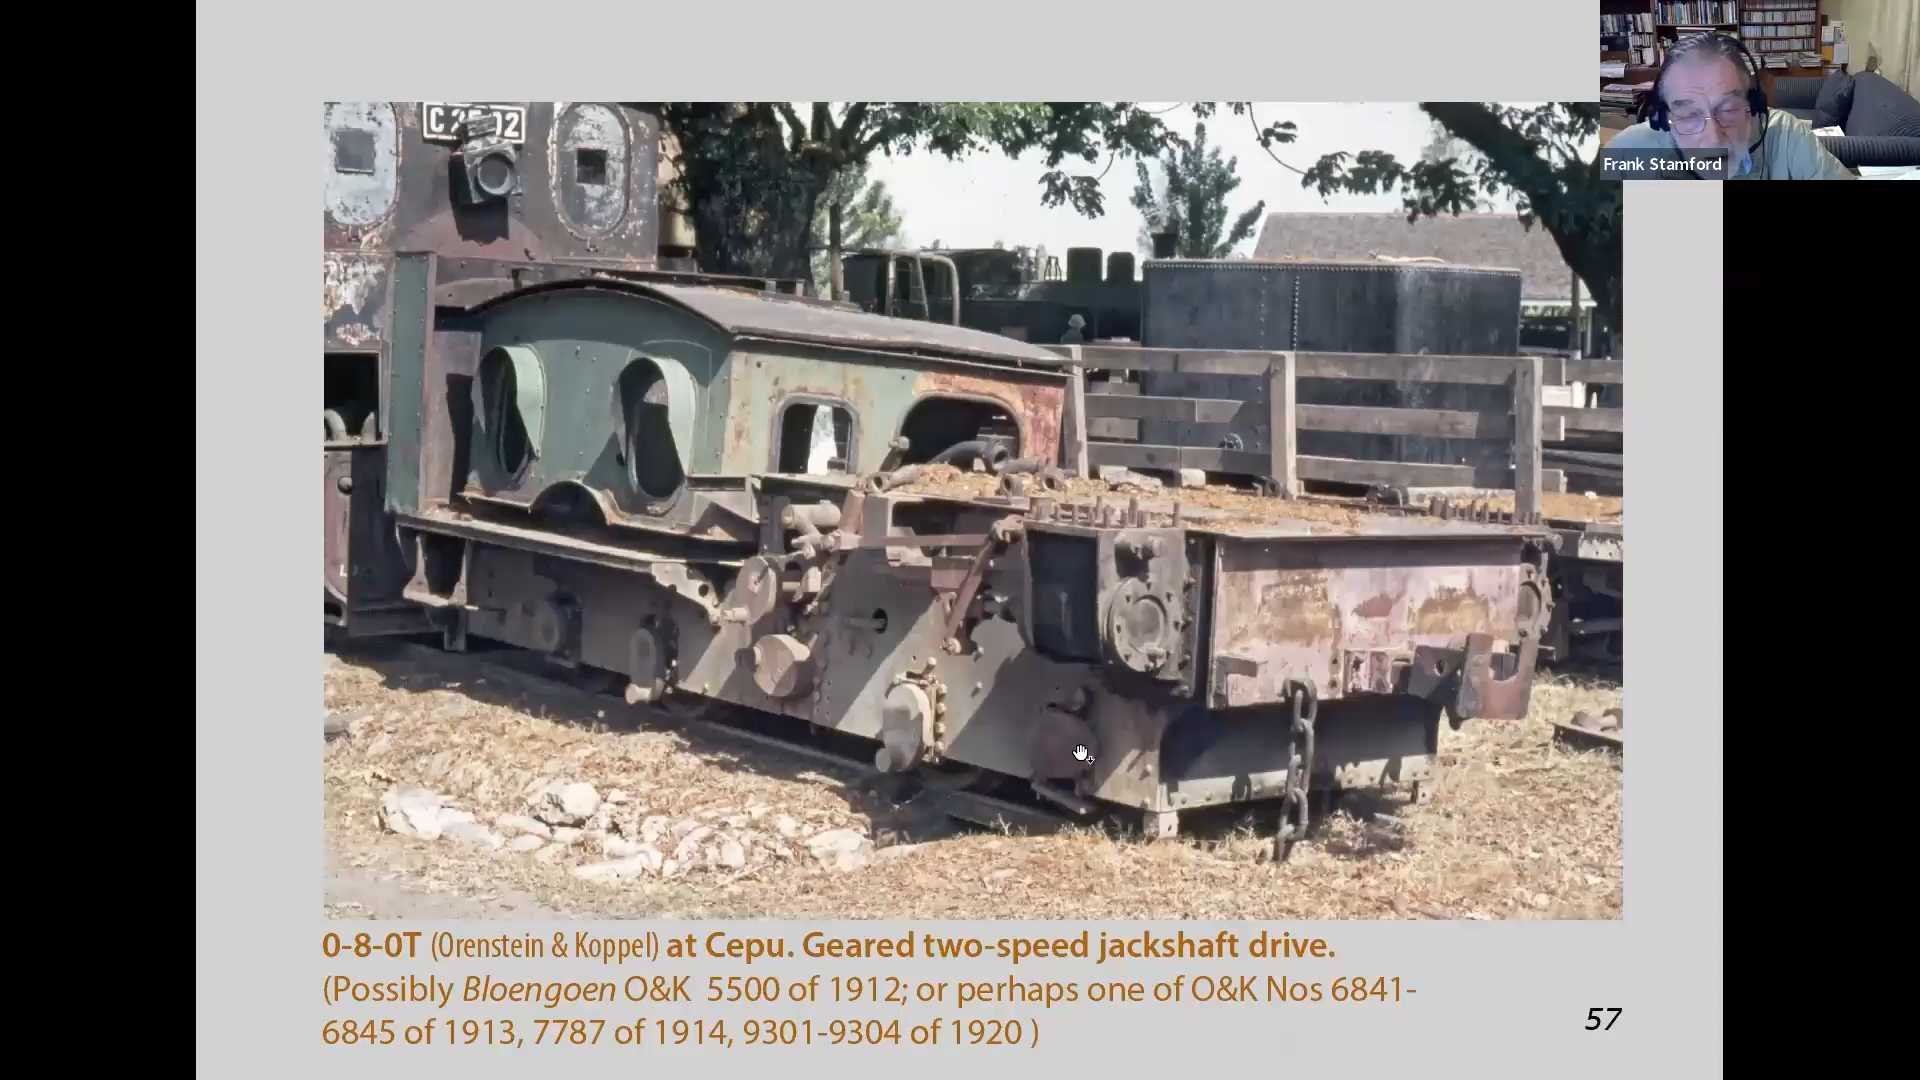 Frank Stamford
0-8-0T (Orenstein & Koppel) at Cepu. Geared two-speed jackshaft drive.
(Possibly Bloengoen O&K 5500 of 1912; or perhaps one of O&K Nos 6841-
6845 of 1913, 7787 of 1914, 9301-9304 of 1920 )
57